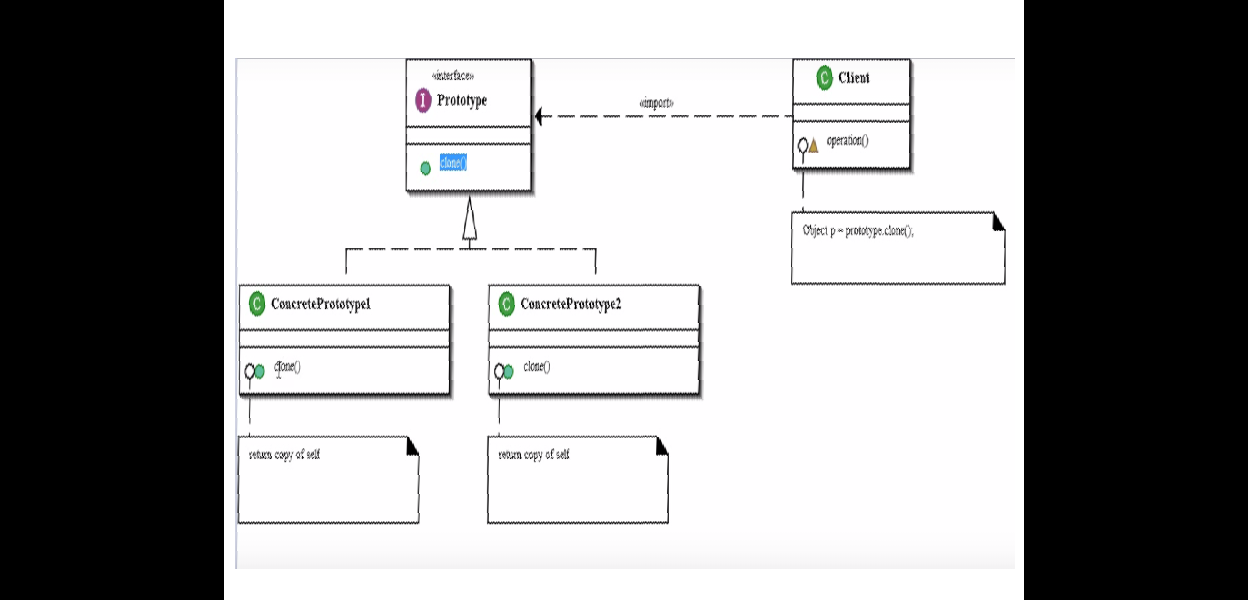 «interface»
I Prototype
clone()
«import»
C Client
operation()
Object p = prototype.clone();
C ConcretePrototype1
clone()
return copy of self
C ConcretePrototype2
clone()
return copy of self